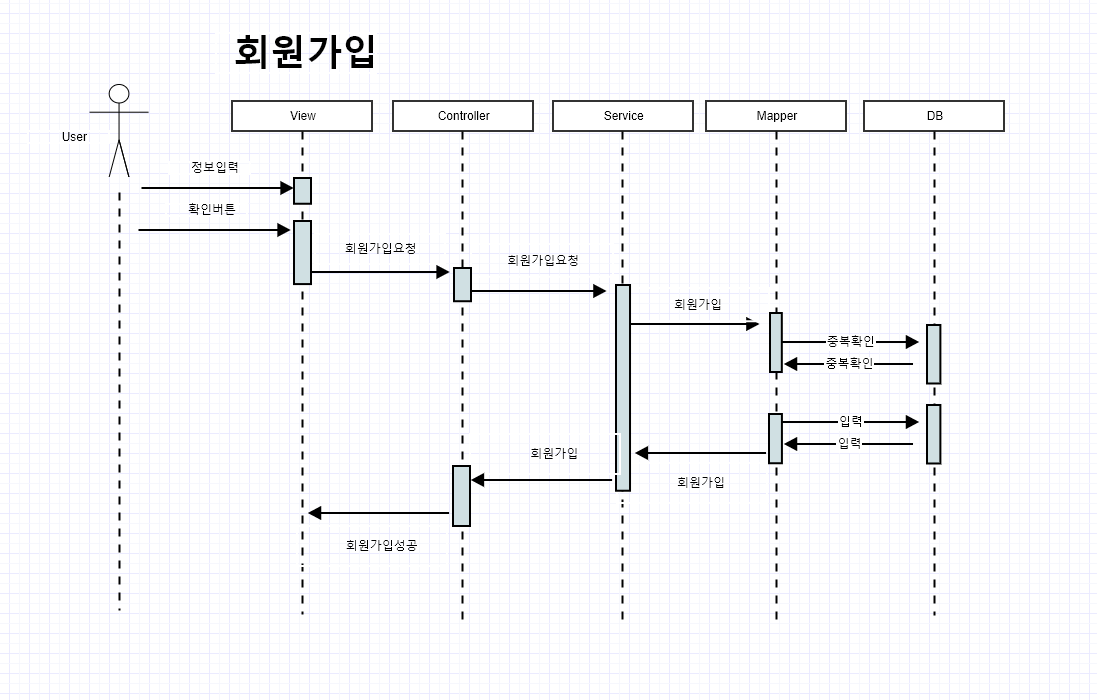 회원가입
View
Controller
Service
Mapper
DB
User
정보입력
확인버튼
회원가입요청
회원가입요청
회원가입
중복확인
중복확인
입력
입력
회원가입
회원가입
회원가입성공